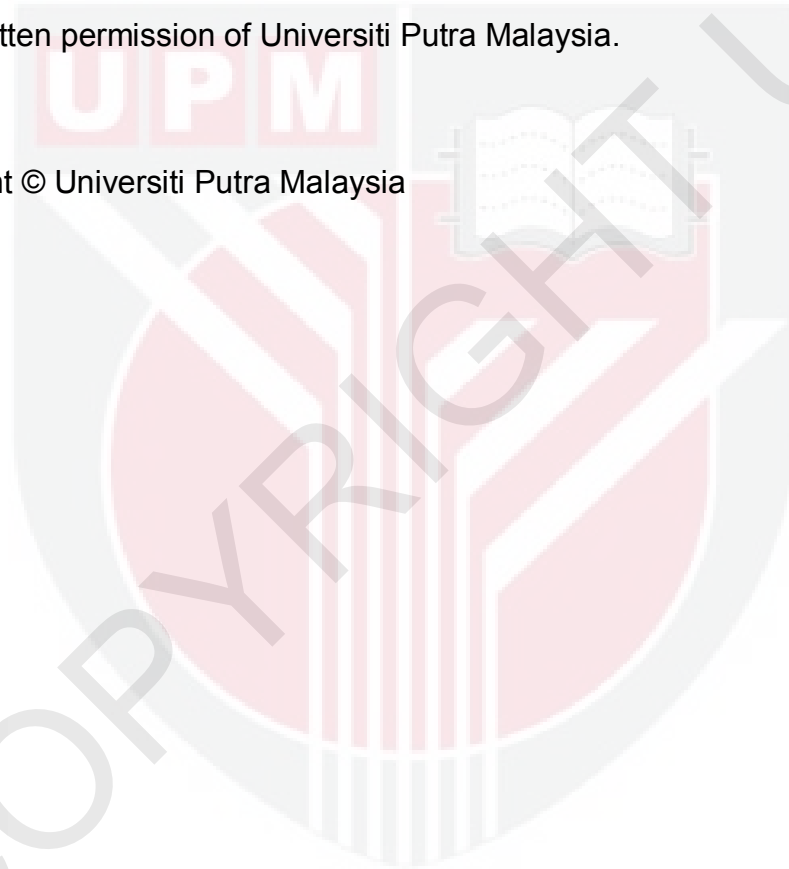 tten permission of Universiti Putra Malaysia.
UPM
t © Universiti Putra Malaysia
COPYRIGHT U